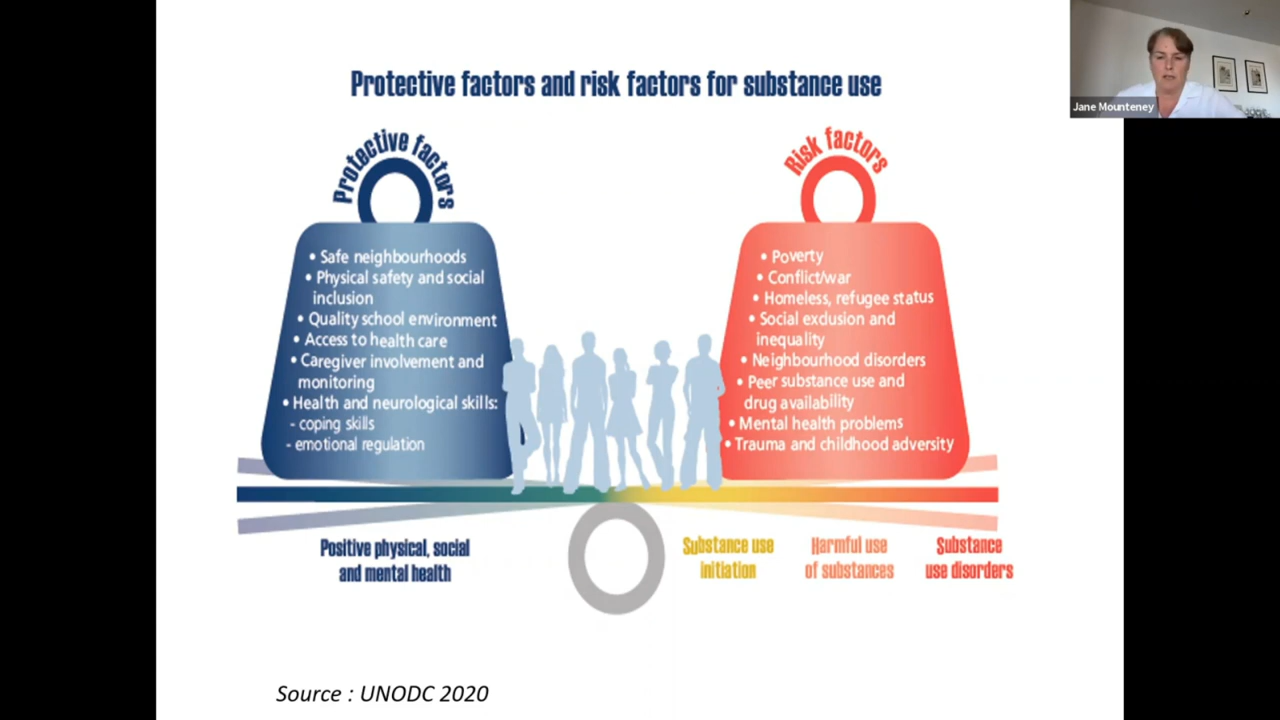 Protective factors and risk factors for substance use
Jane Mounteney
Protective factors
• Safe neighbourhoods
• Physical safety and social
inclusion
• Quality school environment
• Access to health care
• Caregiver involvement and
monitoring
• Health and neurological skills:
- coping skills
- emotional regulation
Risk factors
• Poverty
• Conflict/war
• Homeless, refugee status
• Social exclusion and
inequality
• Neighbourhood disorders
• Peer substance use and
drug availability
• Mental health problems
• Trauma and childhood adversity
Positive physical, social
and mental health
Substance use
initiation
Harmful use
of substances
Substance
use disorders
Source : UNODC 2020